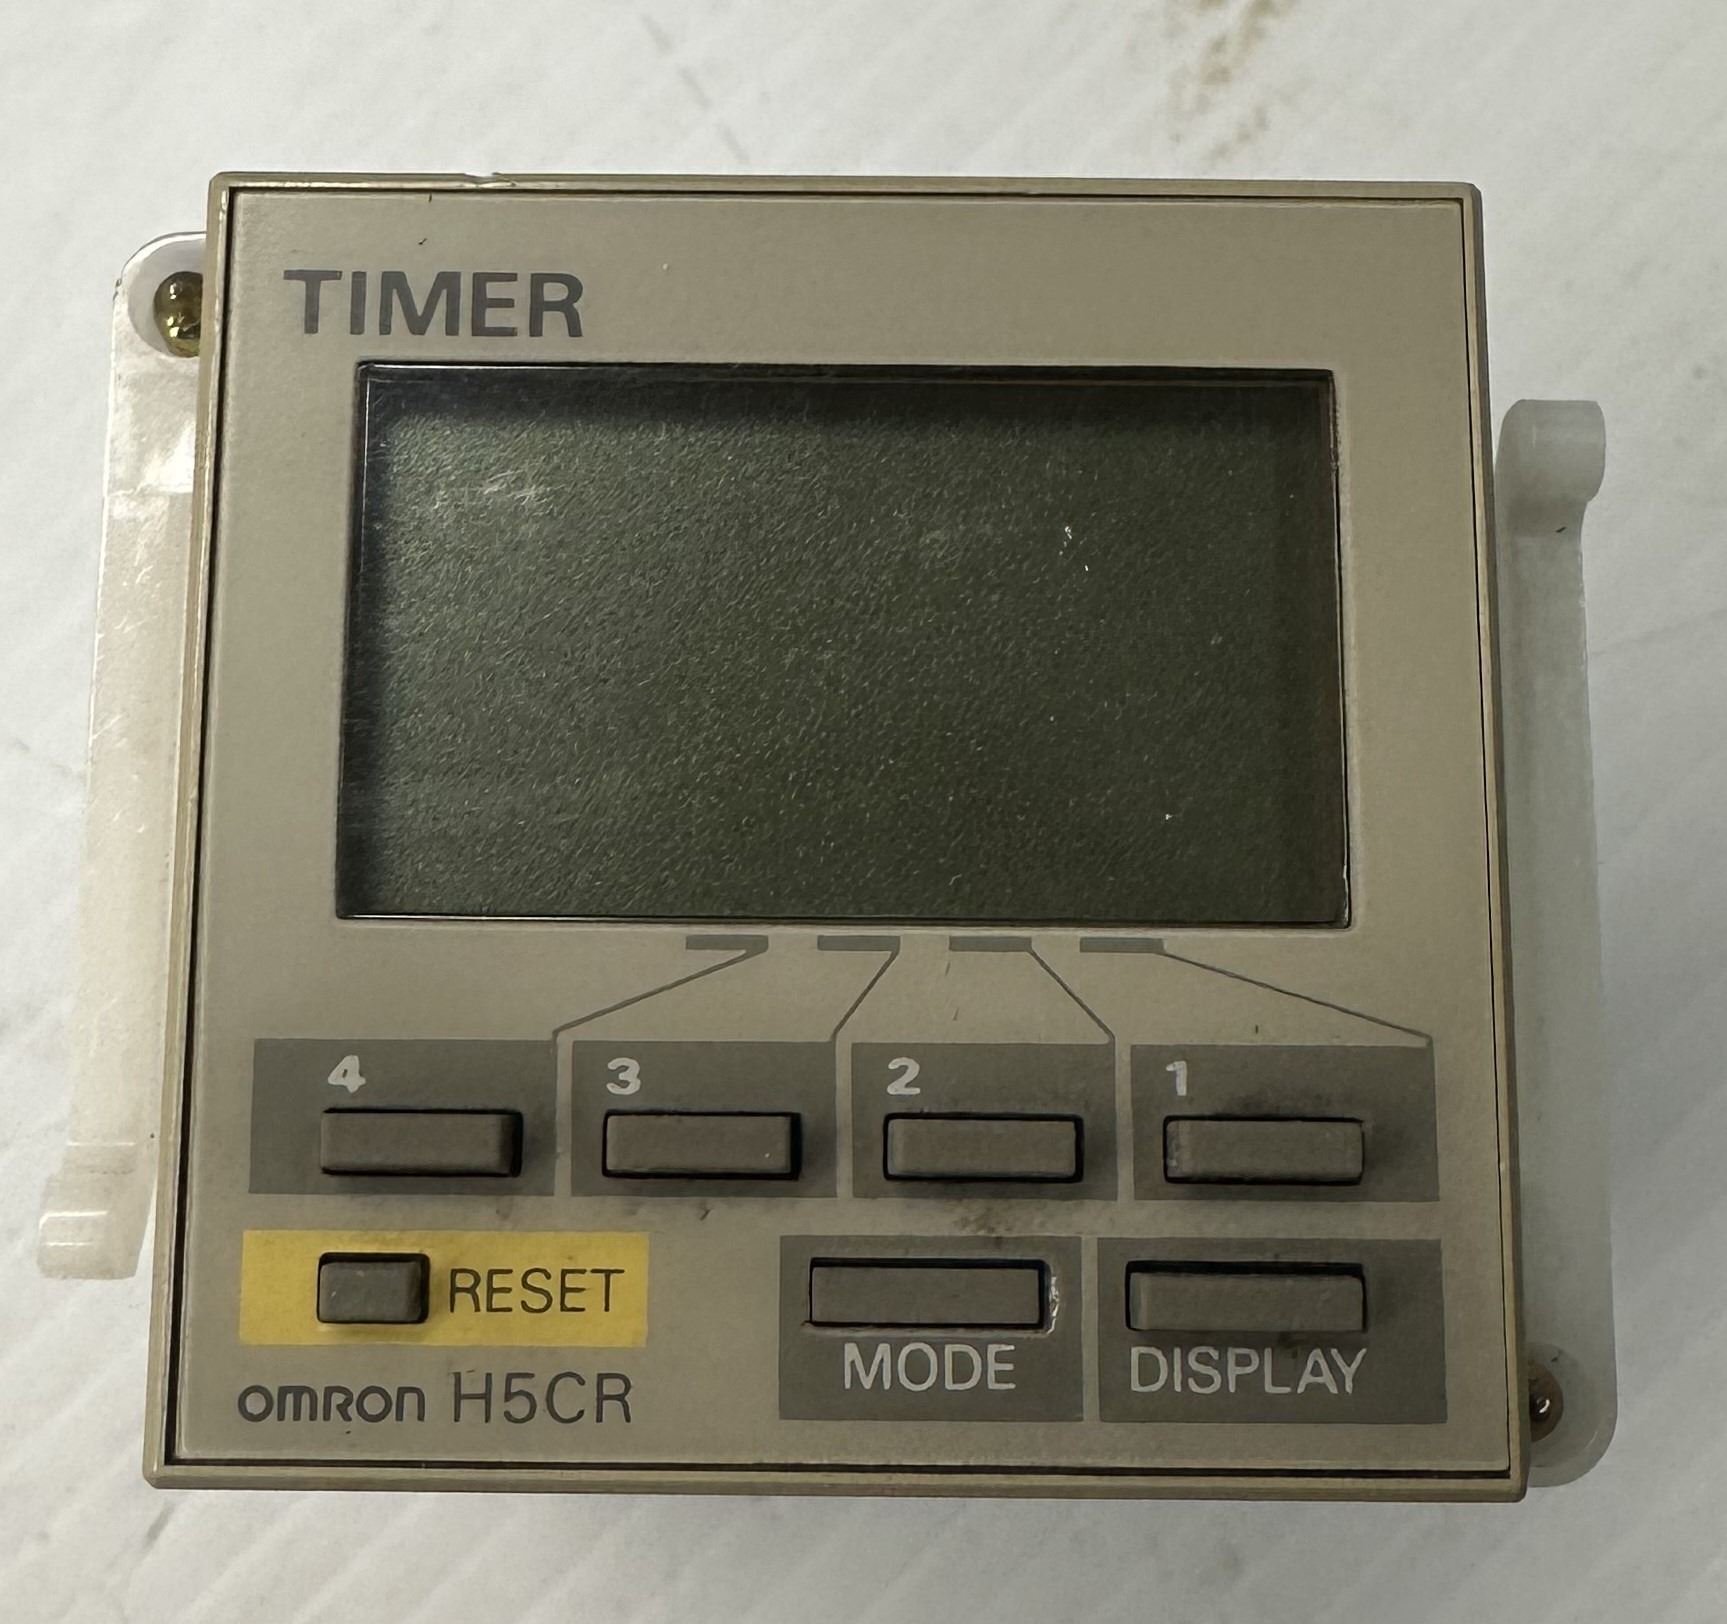 TIMER
4 3 2 1
RESET
MODE DISPLAY
omron H5CR